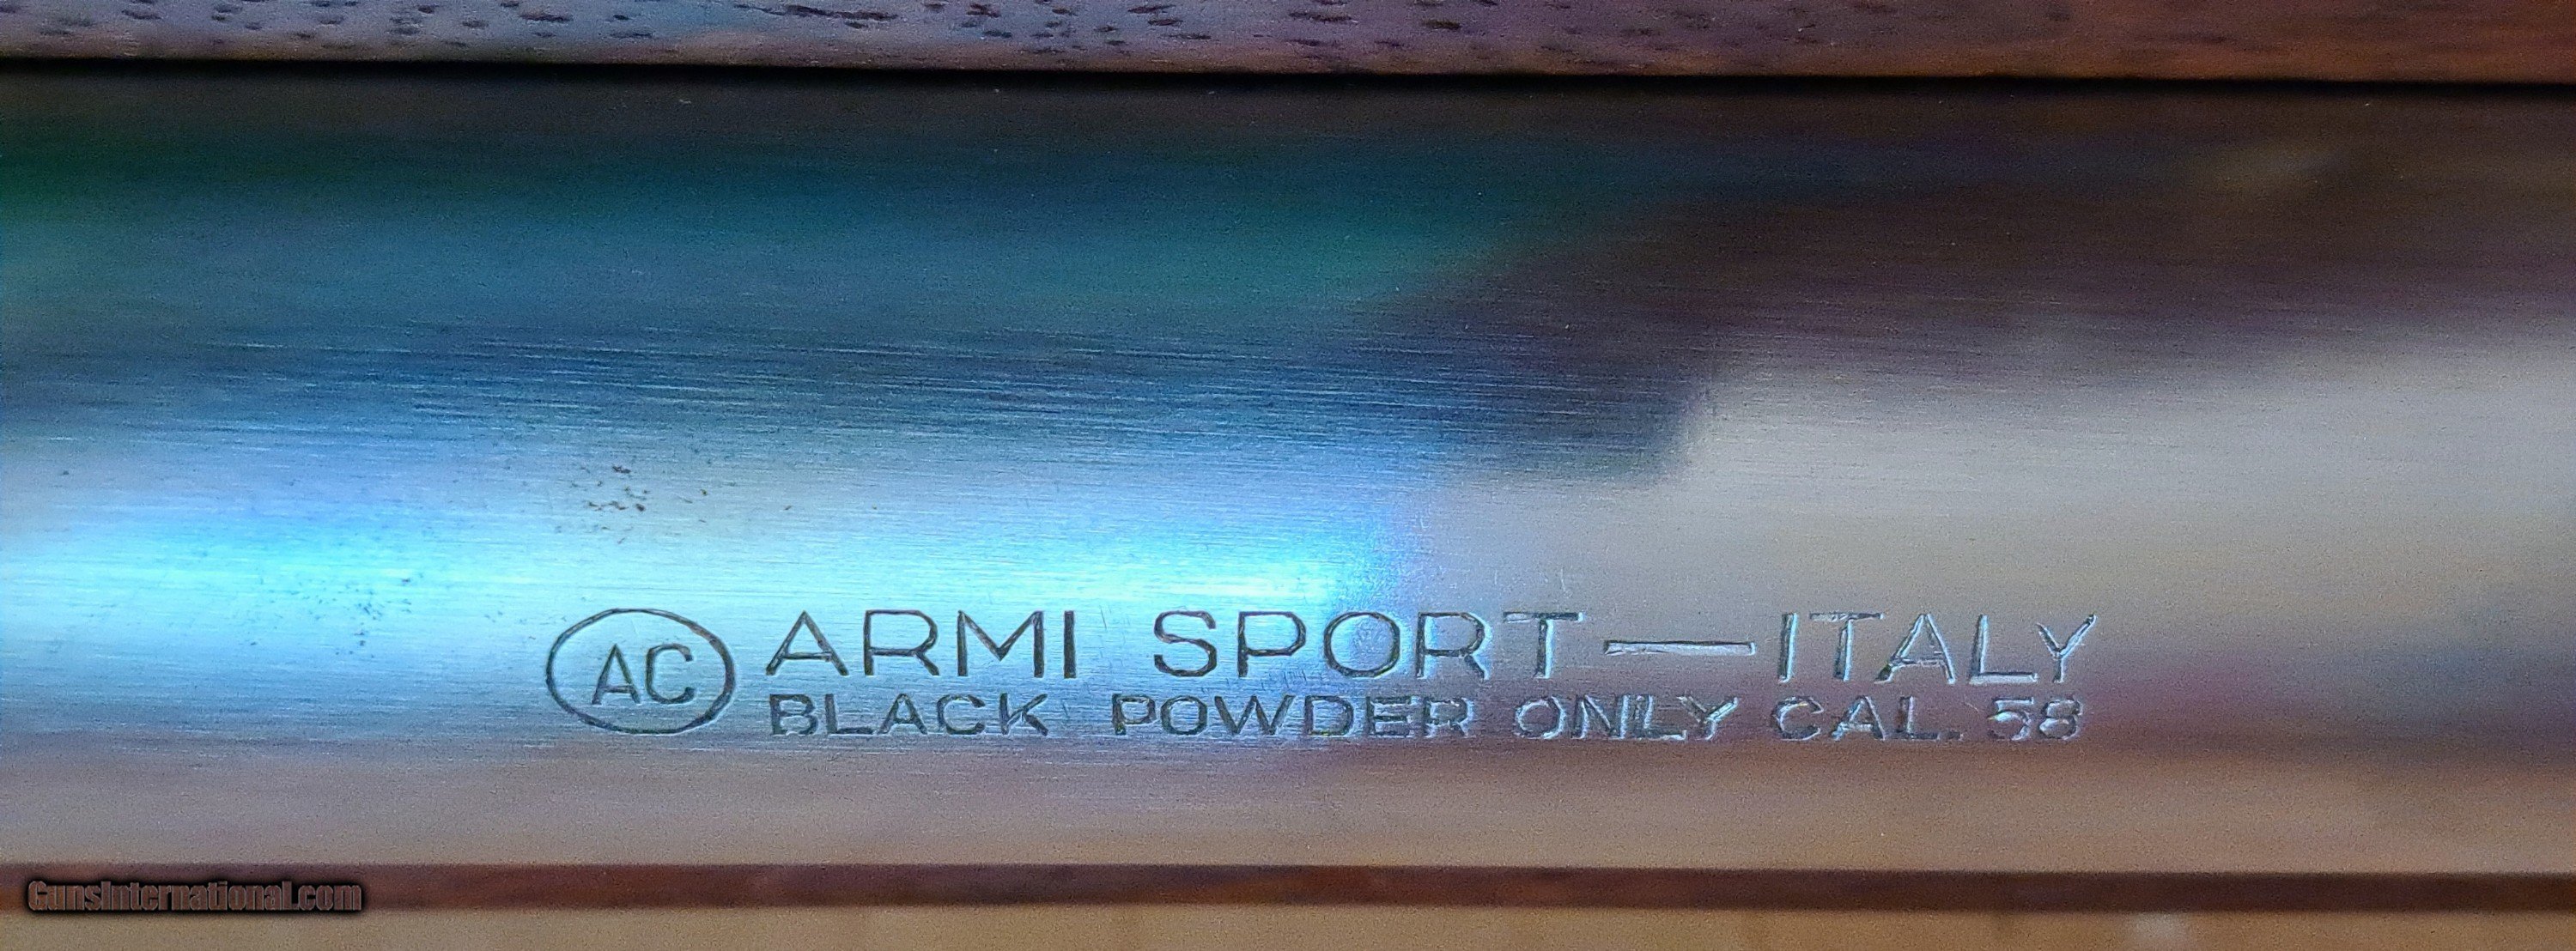 AC ARMI SPORT—ITALY
BLACK POWDER ONLY CAL. 58
GunsInternational.com